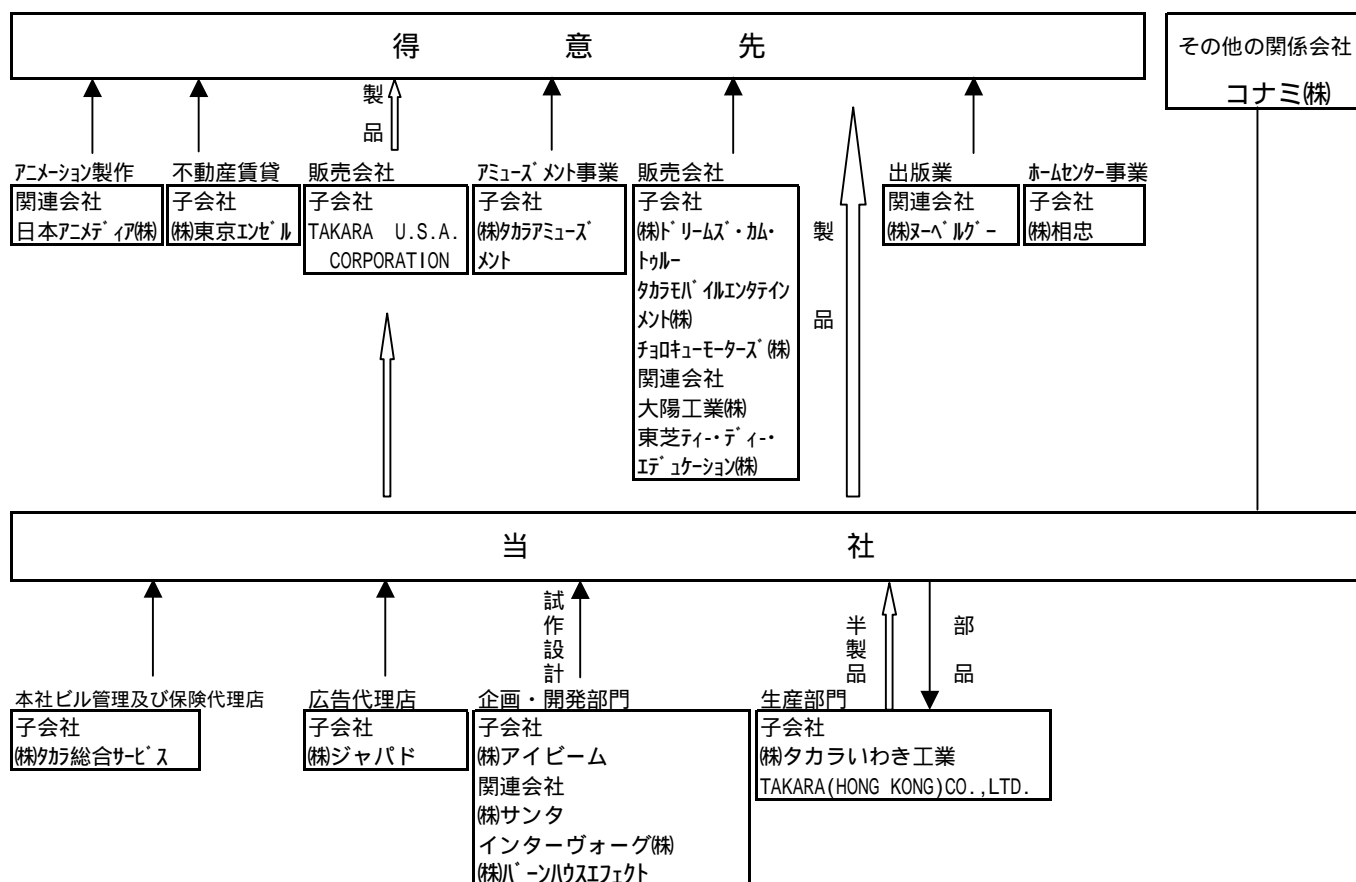 得意先
その他の関係会社
コナミ㈱
製品
アニメーション製作
関連会社
日本アニメディア㈱
不動産賃貸
子会社
㈱東京エンゼル
販売会社
子会社
TAKARA U.S.A.
CORPORATION
アミューズメント事業
子会社
㈱タカラアミューズ
メント
販売会社
子会社
㈱ドリームズ・カム・
トゥルー
タカラモバイルエンタテイン
メント㈱
チョロキューモーターズ㈱
関連会社
大陽工業㈱
東芝ティー・ディー・
エデュケーション㈱
製品
出版業
関連会社
㈱ヌーベルグー
ホームセンター事業
子会社
㈱相忠
当社
試作設計
半製品
部品
本社ビル管理及び保険代理店
子会社
㈱タカラ総合サービス
広告代理店
子会社
㈱ジャパド
企画・開発部門
子会社
㈱アイビーム
関連会社
㈱サンタ
インターヴォーグ㈱
㈱バーンハウスエフェクト
生産部門
子会社
㈱タカラいわき工業
TAKARA(HONG KONG)CO.,LTD.